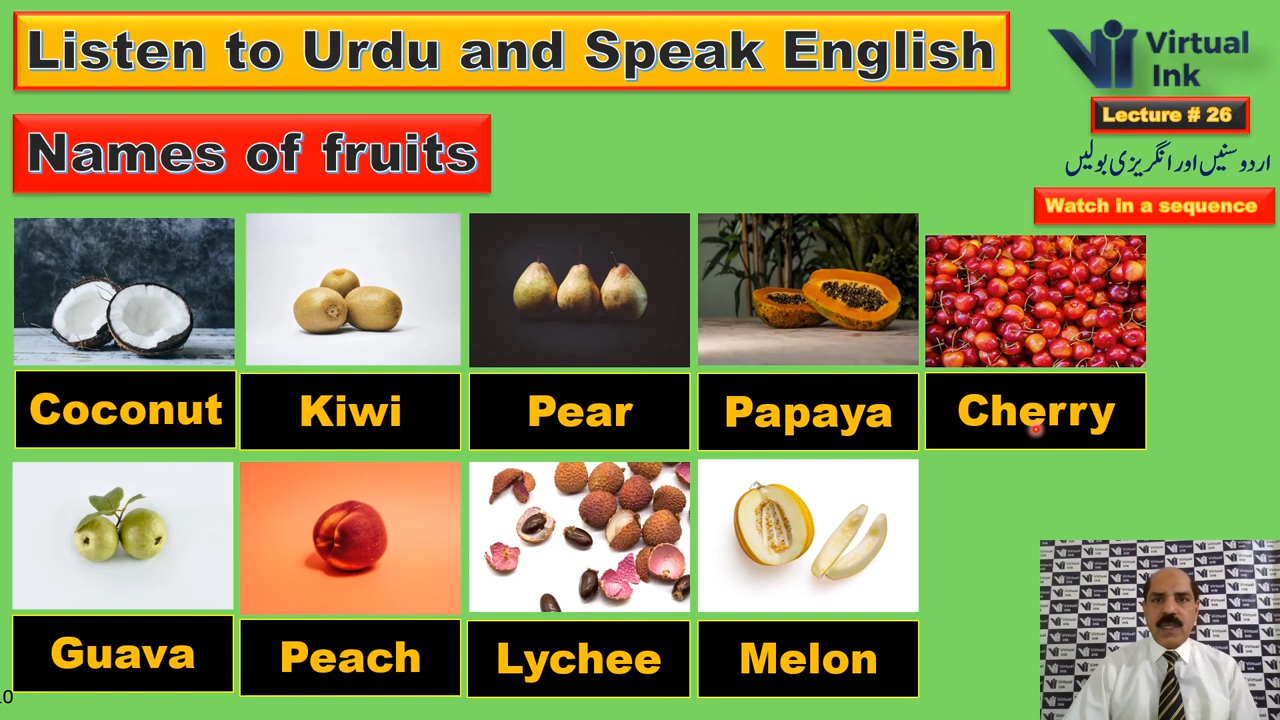 Listen to Urdu and Speak English
Virtual
Ink
Lecture # 26
Names of fruits
اردو سنیں اور انگریزی بولیں
Watch in a sequence
Coconut
Kiwi
Pear
Papaya
Cherry
Guava
Peach
Lychee
Melon